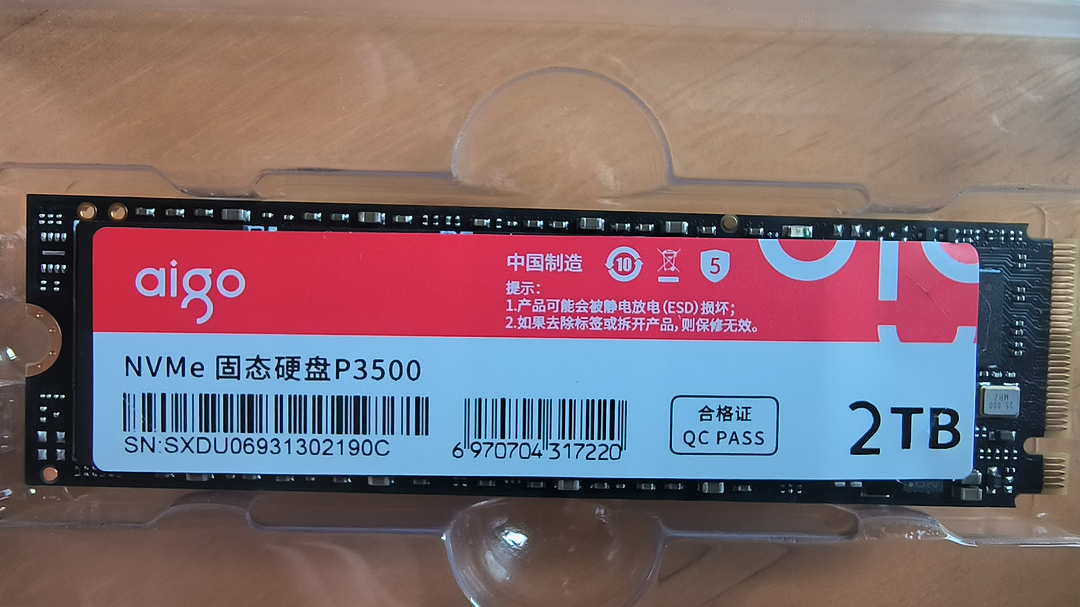 aigo
中国制造
10
5
提示:
1.产品可能会被静电放电(ESD)损坏;
2.如果去除标签或拆开产品,则保修无效。
NVMe 固态硬盘P3500
SN:SXDU06931302190C
6 970704 317220
合格证
QC PASS
2TB